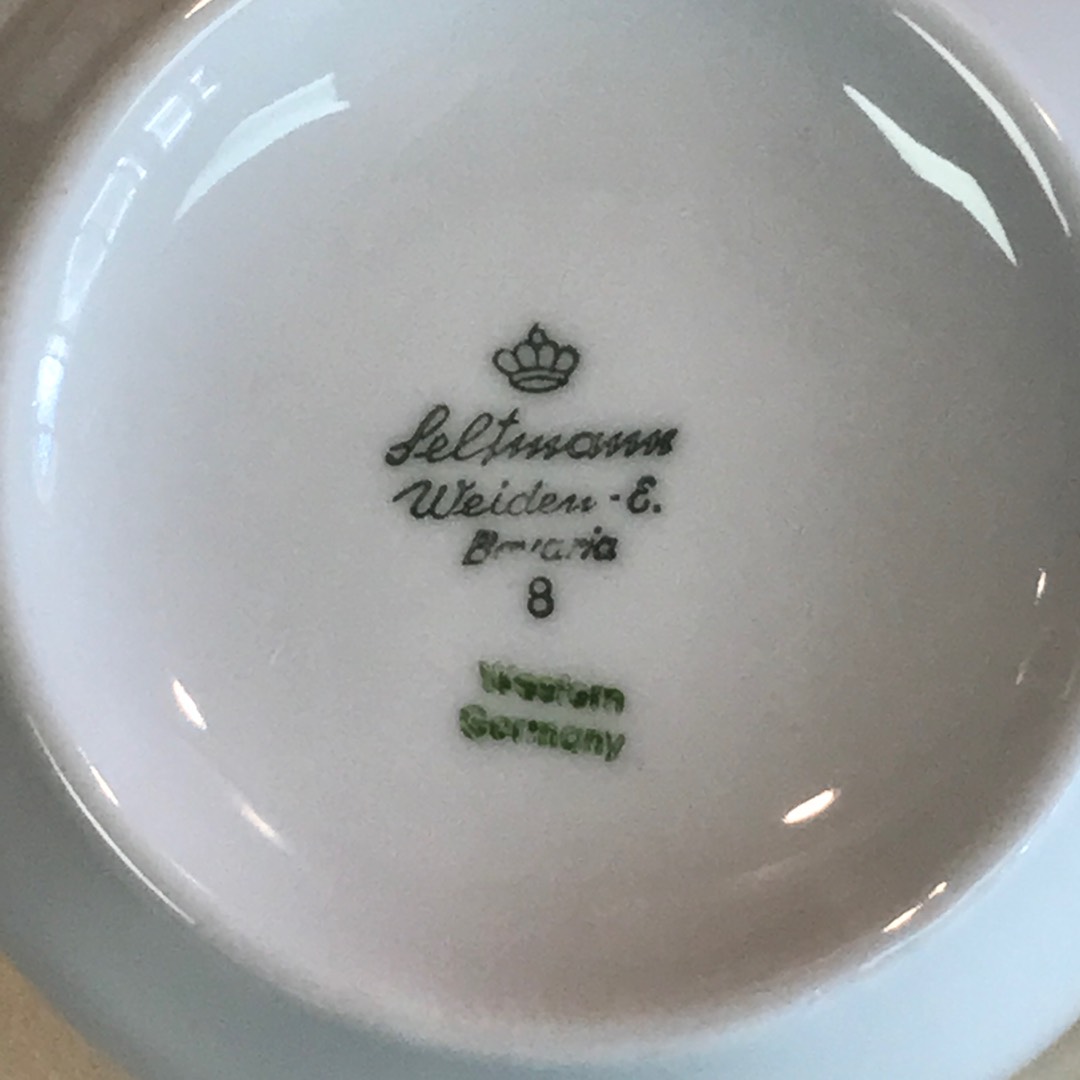 Seltmann
Weiden - E.
Bavaria
8
Western
Germany